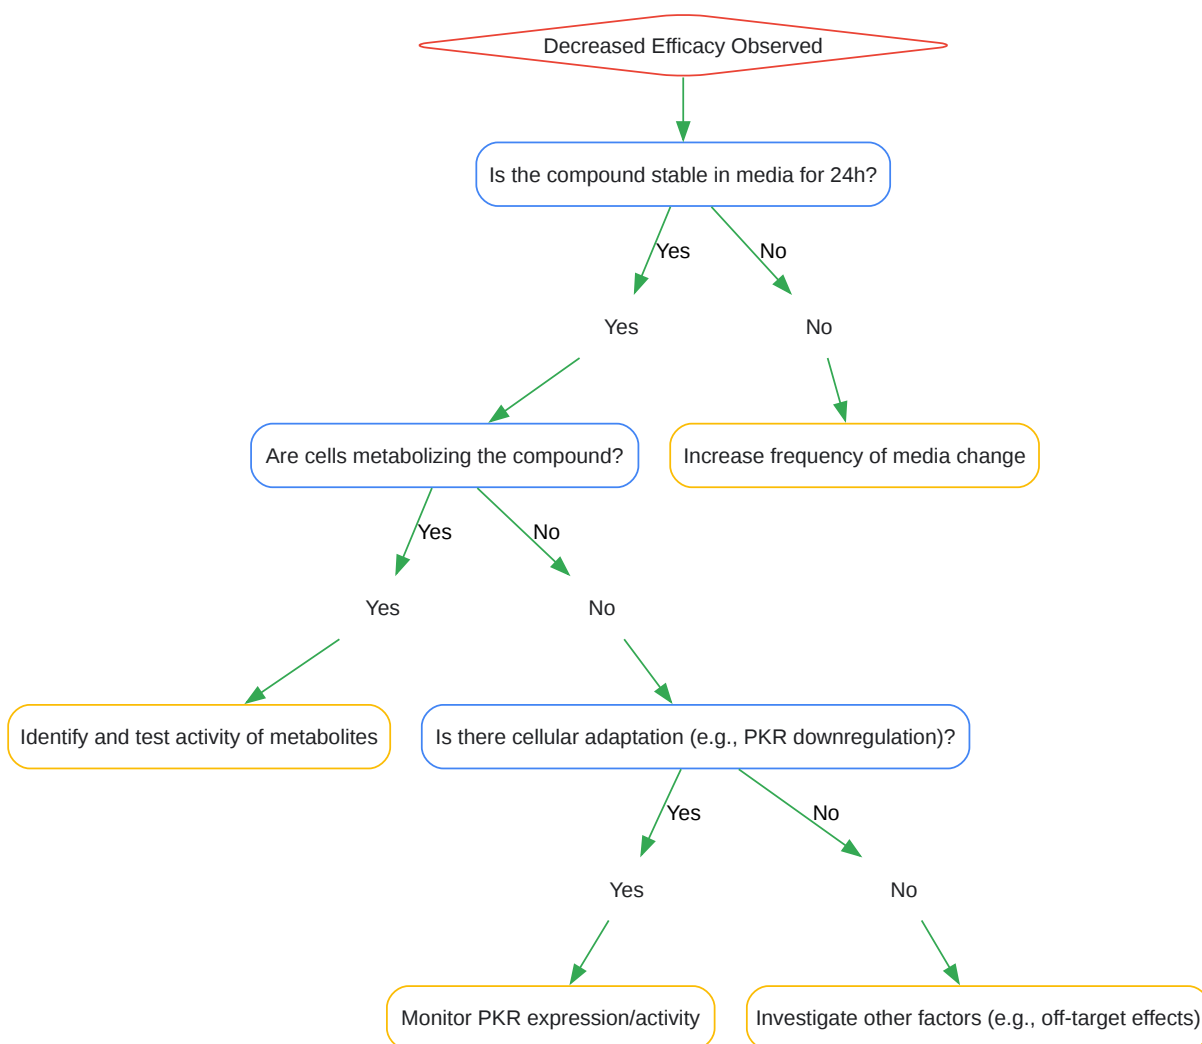 Decreased Efficacy Observed
Is the compound stable in media for 24h?
Yes
No
Yes
No
Are cells metabolizing the compound?
Increase frequency of media change
Yes
No
Yes
No
Identify and test activity of metabolites
Is there cellular adaptation (e.g., PKR downregulation)?
Yes
No
Yes
No
Monitor PKR expression/activity
Investigate other factors (e.g., off-target effects)